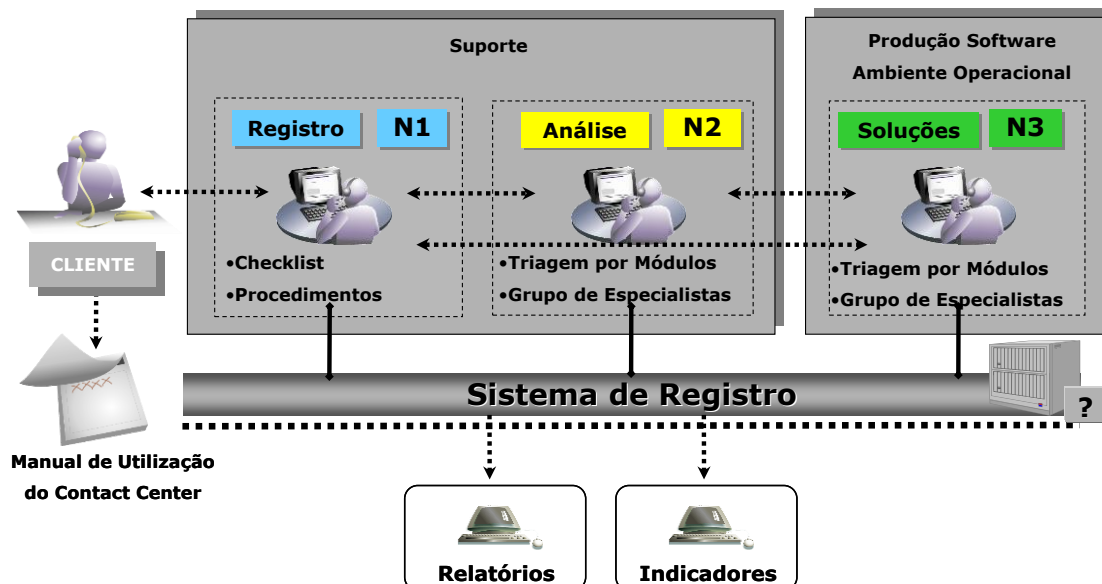 Suporte
Produção Software
Ambiente Operacional
Registro
N1
Análise
N2
Soluções
N3
CLIENTE
•Checklist
•Procedimentos
•Triagem por Módulos
•Grupo de Especialistas
•Triagem por Módulos
•Grupo de Especialistas
XXXX
Sistema de Registro
?
Manual de Utilização
do Contact Center
Relatórios
Indicadores